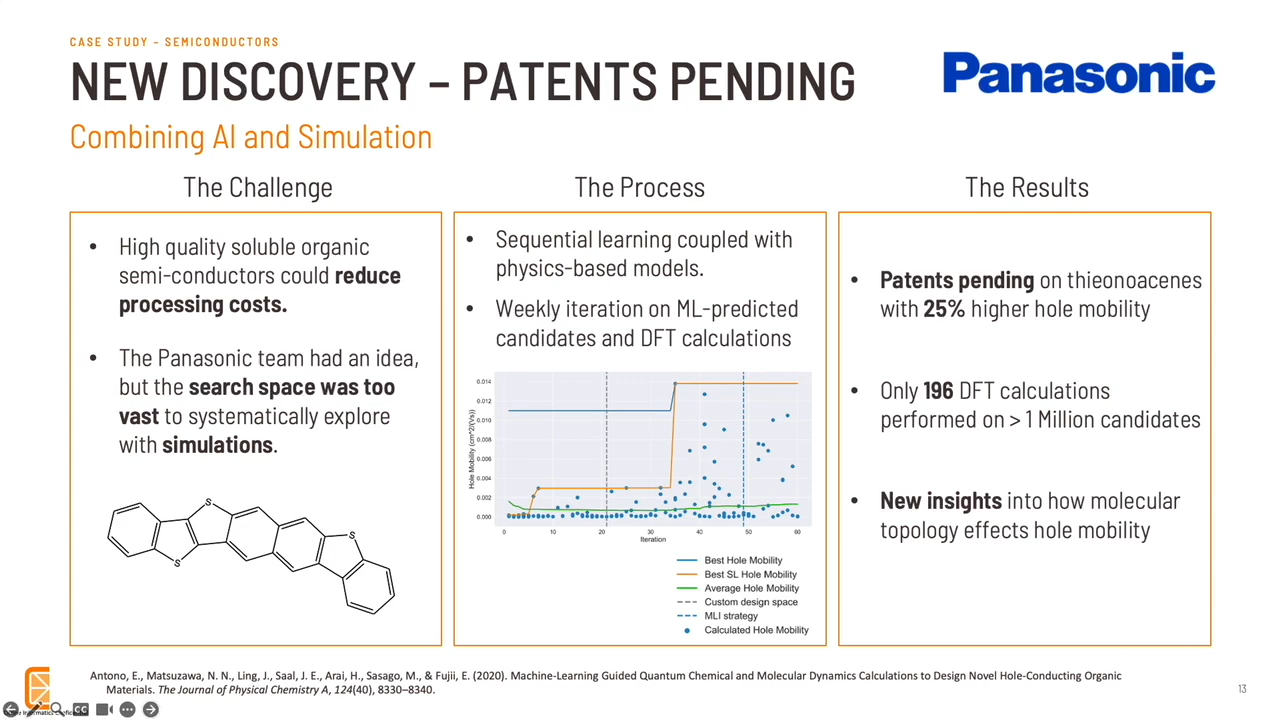 CASE STUDY – SEMICONDUCTORS
NEW DISCOVERY – PATENTS PENDING
Panasonic
Combining AI and Simulation
The Challenge
• High quality soluble organic
semi-conductors could reduce
processing costs.
• The Panasonic team had an idea,
but the search space was too
vast to systematically explore
with simulations.
S
S
S
The Process
• Sequential learning coupled with
physics-based models.
• Weekly iteration on ML-predicted
candidates and DFT calculations
Hole Mobility (cm^2/(Vs))
0.014
0.012
0.010
0.008
0.006
0.004
0.002
0.000
0 10 20 30 40 50 60
Iteration
Best Hole Mobility
Best SL Hole Mobility
Average Hole Mobility
Custom design space
MLI strategy
Calculated Hole Mobility
The Results
• Patents pending on thieonoacenes
with 25% higher hole mobility
• Only 196 DFT calculations
performed on > 1 Million candidates
• New insights into how molecular
topology effects hole mobility
Antono, E., Matsuzawa, N. N., Ling, J., Saal, J. E., Arai, H., Sasago, M., & Fujii, E. (2020). Machine-Learning Guided Quantum Chemical and Molecular Dynamics Calculations to Design Novel Hole-Conducting Organic
Materials. The Journal of Physical Chemistry A, 124(40), 8330–8340.
13
CC